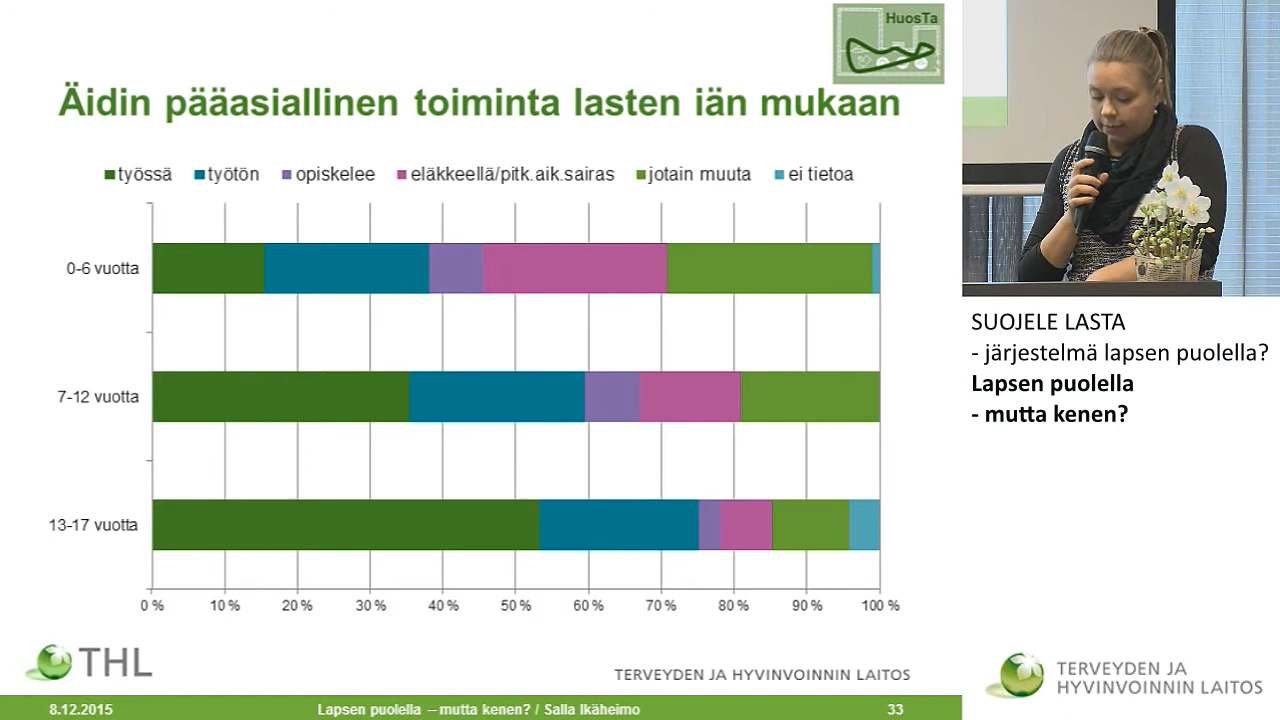 HuosTa
Äidin pääasiallinen toiminta lasten iän mukaan
työssä työtön opiskelee eläkkeellä/pitk.aik.sairas jotain muuta ei tietoa
0-6 vuotta
7-12 vuotta
13-17 vuotta
0 % 10 % 20 % 30 % 40 % 50 % 60 % 70 % 80 % 90 % 100 %
THL
TERVEYDEN JA HYVINVOINNIN LAITOS
8.12.2015 Lapsen puolella – mutta kenen? / Salla Ikäheimo 33
SUOJELE LASTA
- järjestelmä lapsen puolella?
Lapsen puolella
- mutta kenen?
TERVEYDEN JA
HYVINVOINNIN LAITOS